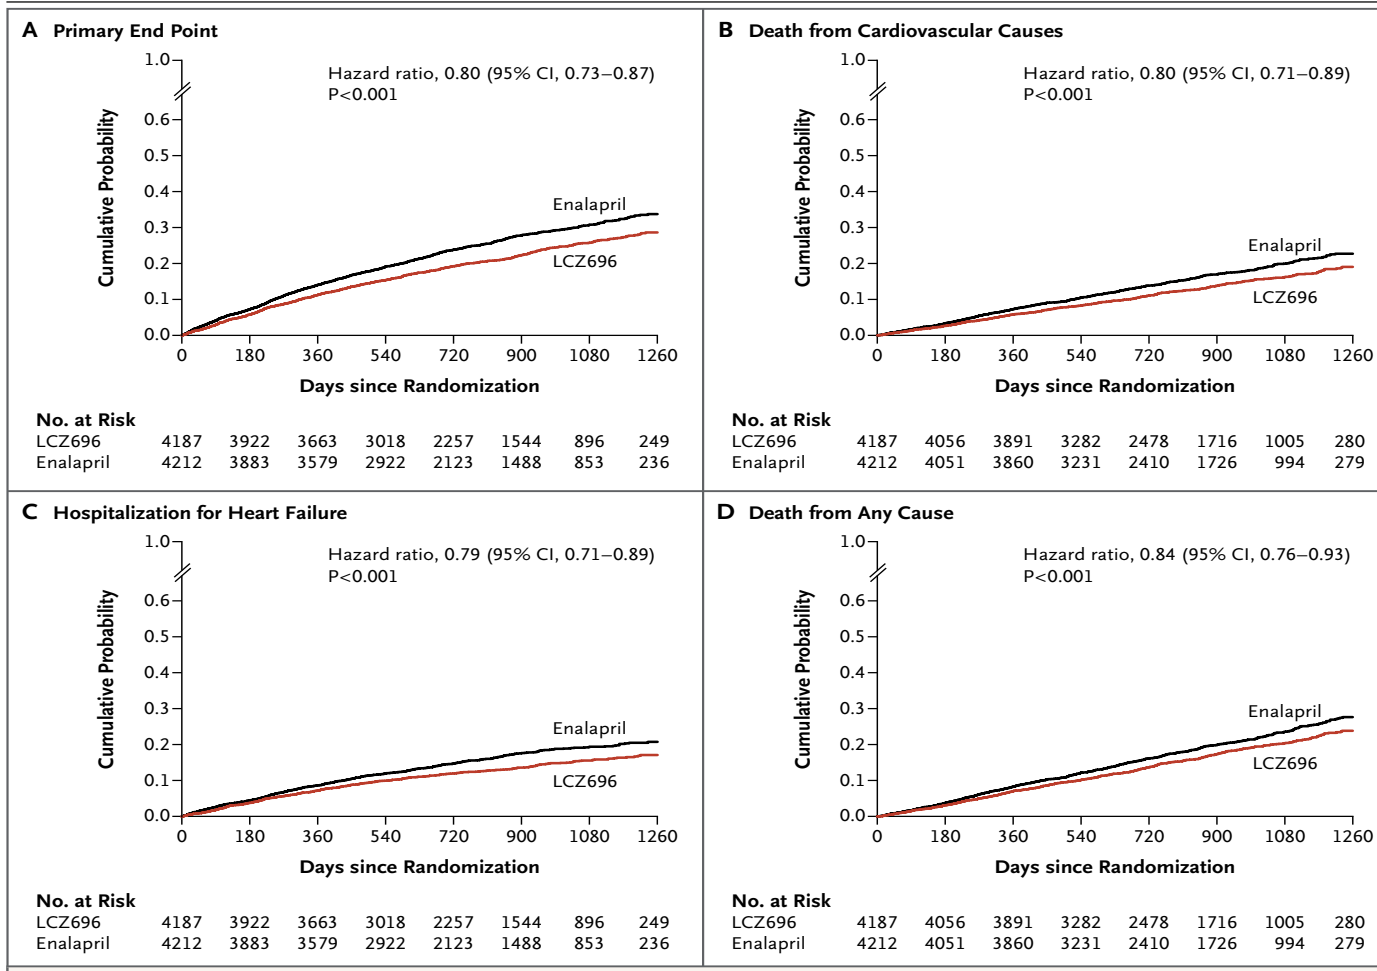 A Primary End Point
1.0
0.6
0.5
0.4
0.3
0.2
0.1
0.0
Cumulative Probability
Hazard ratio, 0.80 (95% CI, 0.73–0.87)
P<0.001
Enalapril
LCZ696
0 180 360 540 720 900 1080 1260
Days since Randomization
No. at Risk
LCZ696 4187 3922 3663 3018 2257 1544 896 249
Enalapril 4212 3883 3579 2922 2123 1488 853 236
B Death from Cardiovascular Causes
1.0
0.6
0.5
0.4
0.3
0.2
0.1
0.0
Cumulative Probability
Hazard ratio, 0.80 (95% CI, 0.71–0.89)
P<0.001
Enalapril
LCZ696
0 180 360 540 720 900 1080 1260
Days since Randomization
No. at Risk
LCZ696 4187 4056 3891 3282 2478 1716 1005 280
Enalapril 4212 4051 3860 3231 2410 1726 994 279
C Hospitalization for Heart Failure
1.0
0.6
0.5
0.4
0.3
0.2
0.1
0.0
Cumulative Probability
Hazard ratio, 0.79 (95% CI, 0.71–0.89)
P<0.001
Enalapril
LCZ696
0 180 360 540 720 900 1080 1260
Days since Randomization
No. at Risk
LCZ696 4187 3922 3663 3018 2257 1544 896 249
Enalapril 4212 3883 3579 2922 2123 1488 853 236
D Death from Any Cause
1.0
0.6
0.5
0.4
0.3
0.2
0.1
0.0
Cumulative Probability
Hazard ratio, 0.84 (95% CI, 0.76–0.93)
P<0.001
Enalapril
LCZ696
0 180 360 540 720 900 1080 1260
Days since Randomization
No. at Risk
LCZ696 4187 4056 3891 3282 2478 1716 1005 280
Enalapril 4212 4051 3860 3231 2410 1726 994 279